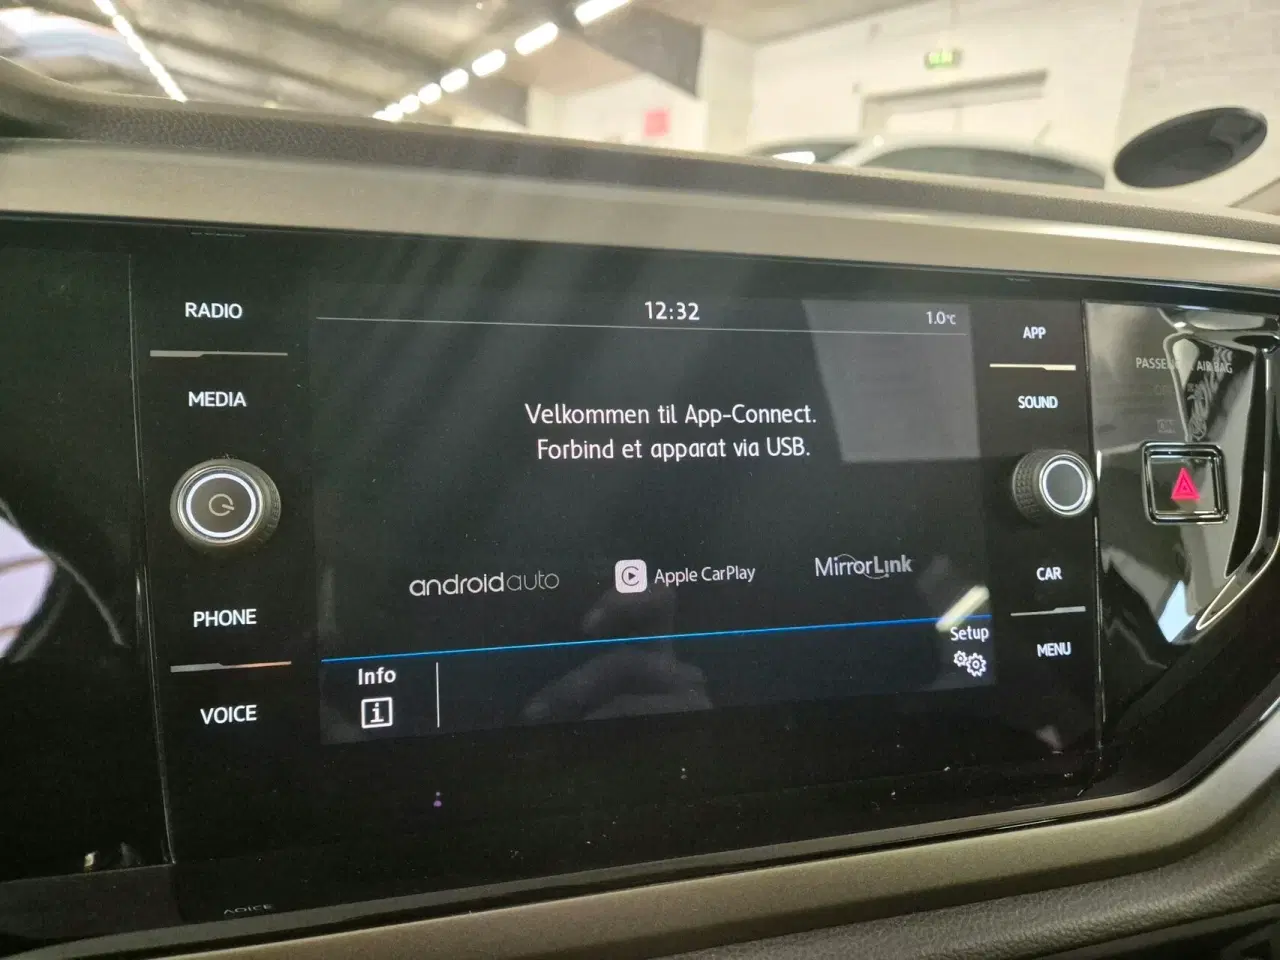 RADIO
MEDIA
PHONE
VOICE
12:32
1.0°C
Velkommen til App-Connect.
Forbind et apparat via USB.
androidauto
Apple CarPlay
MirrorLink
Info
i
Setup
APP
SOUND
CAR
MENU
AIRBAG